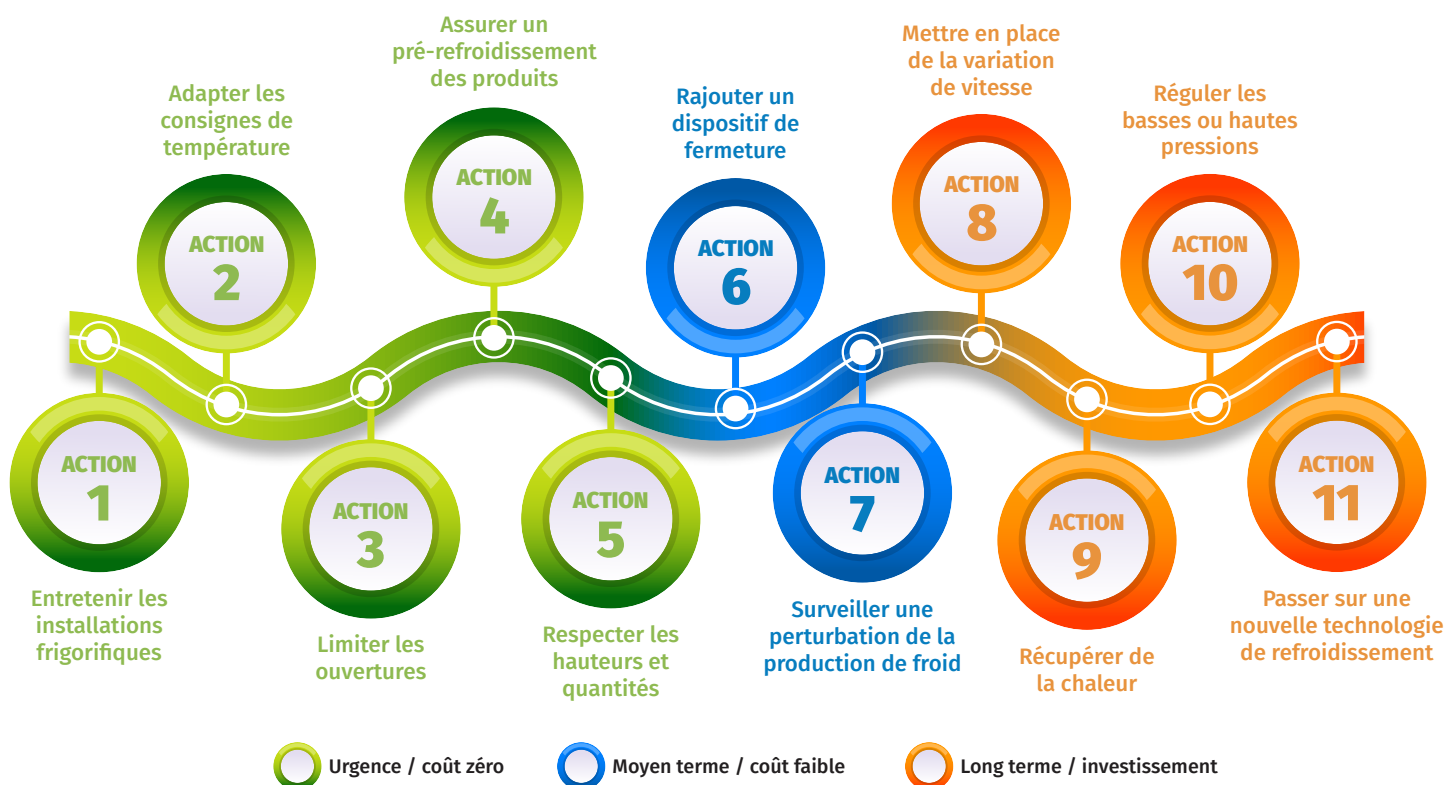 ACTION
1
Entretenir les
installations
frigorifiques
Adapter les
consignes de
température
ACTION
2
ACTION
3
Limiter les
ouvertures
Assurer un
pré-refroidissement
des produits
ACTION
4
ACTION
5
Respecter les
hauteurs et
quantités
Rajouter un
dispositif de
fermeture
ACTION
6
ACTION
7
Surveiller une
perturbation de la
production de froid
Mettre en place
de la variation
de vitesse
ACTION
8
ACTION
9
Récupérer de
la chaleur
Réguler les
basses ou hautes
pressions
ACTION
10
ACTION
11
Passer sur une
nouvelle technologie
de refroidissement
Urgence / coût zéro
Moyen terme / coût faible
Long terme / investissement